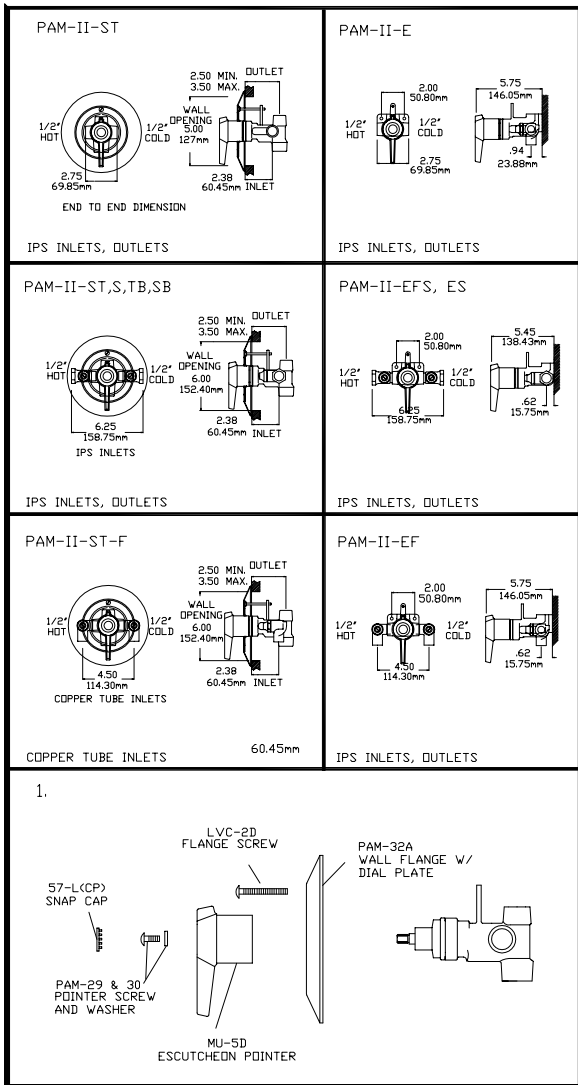 PAM-II-ST
2.50 MIN.
3.50 MAX.
OUTLET
WALL
OPENING
5.00
127mm
1/2"
HOT
1/2"
COLD
2.75
69.85mm
2.38
60.45mm
INLET
END TO END DIMENSION
IPS INLETS, OUTLETS
PAM-II-E
2.00
50.80mm
5.75
146.05mm
1/2"
HOT
1/2"
COLD
2.75
69.85mm
.94
23.88mm
IPS INLETS, OUTLETS
PAM-II-ST,S,TB,SB
2.50 MIN.
3.50 MAX.
OUTLET
WALL
OPENING
6.00
152.40mm
1/2"
HOT
1/2"
COLD
6.25
158.75mm
IPS INLETS
2.38
60.45mm
INLET
IPS INLETS, OUTLETS
PAM-II-EFS, ES
2.00
50.80mm
5.45
138.43mm
1/2"
HOT
1/2"
COLD
6.25
158.75mm
.62
15.75mm
IPS INLETS, OUTLETS
PAM-II-ST-F
2.50 MIN.
3.50 MAX.
OUTLET
WALL
OPENING
6.00
152.40mm
1/2"
HOT
1/2"
COLD
4.50
114.30mm
COPPER TUBE INLETS
2.38
60.45mm
INLET
60.45mm
COPPER TUBE INLETS
PAM-II-EF
2.00
50.80mm
5.75
146.05mm
1/2"
HOT
1/2"
COLD
4.50
114.30mm
.62
15.75mm
IPS INLETS, OUTLETS
1.
LVC-2D
FLANGE SCREW
PAM-32A
WALL FLANGE W/
DIAL PLATE
57-L(CP)
SNAP CAP
PAM-29 & 30
POINTER SCREW
AND WASHER
MU-5D
ESCUTCHEON POINTER